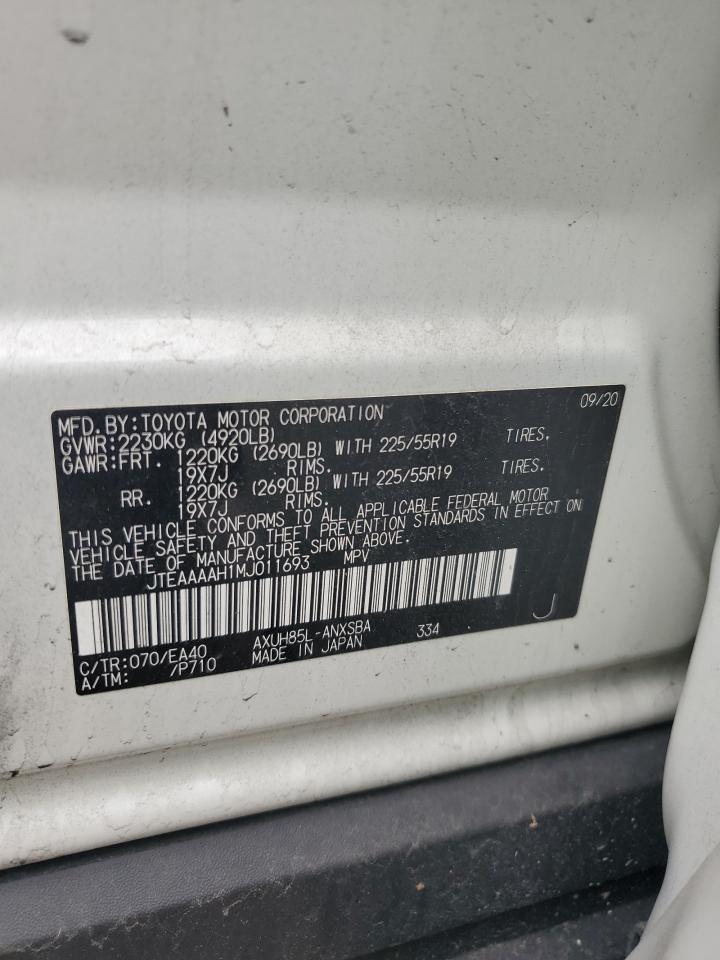 MFD.BY:TOYOTA MOTOR CORPORATION 09/20
GVWR:2230KG (4920LB)
GAWR:FRT. 1220KG (2690LB) WITH 225/55R19 TIRES,
19X7J RIMS,
RR. 1220KG (2690LB) WITH 225/55R19 TIRES,
19X7J RIMS,
THIS VEHICLE CONFORMS TO ALL APPLICABLE FEDERAL MOTOR
VEHICLE SAFETY AND THEFT PREVENTION STANDARDS IN EFFECT ON
THE DATE OF MANUFACTURE SHOWN ABOVE.
JTEAAAAH1MJ011693 MPV
J
C/TR:070/EA40 AXUH85L-ANXSBA 334
A/TM: /P710 MADE IN JAPAN